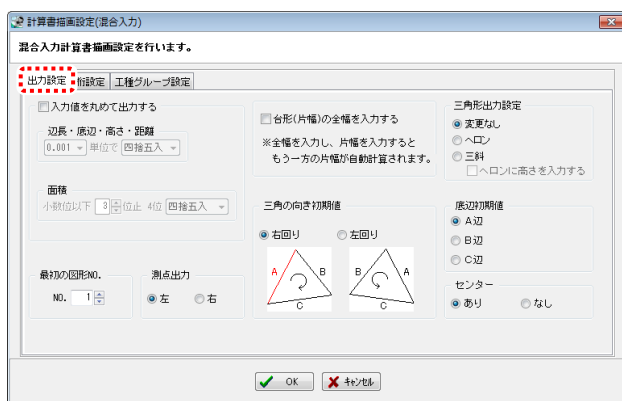 計算書描画設定(混合入力)
混合入力計算書描画設定を行います。
出力設定 桁設定 工種グループ設定
入力値を丸めて出力する
辺長・底辺・高さ・距離
0.001 単位で 四捨五入
面積
小数位以下 3 位止 4位 四捨五入
最初の図形NO.
NO. 1
測点出力
左 右
台形(片幅)の全幅を入力する
※全幅を入力し、片幅を入力すると
もう一方の片幅が自動計算されます。
三角の向き初期値
右回り 左回り
A B C
B A C
三角形出力設定
変更なし
ヘロン
三斜
ヘロンに高さを入力する
底辺初期値
A辺
B辺
C辺
センター
あり なし
OK キャンセル